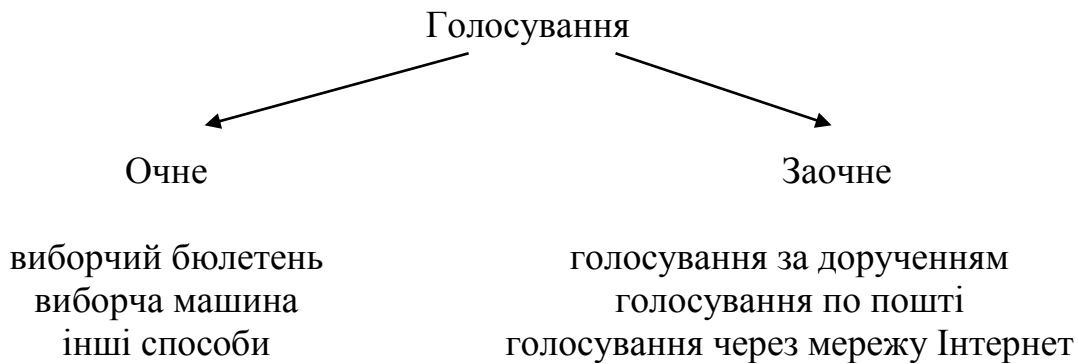 Голосування
Очне
Заочне
виборчий бюлетень
виборча машина
інші способи
голосування за дорученням
голосування по пошті
голосування через мережу Інтернет